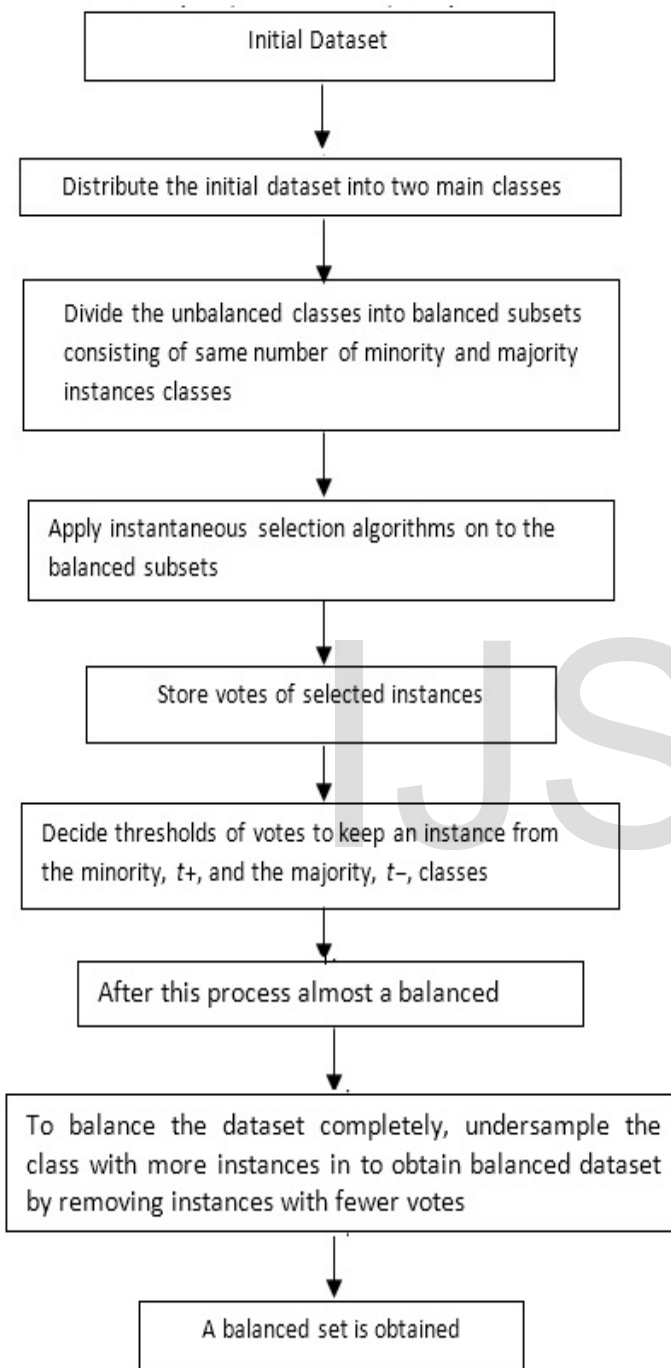 Initial Dataset
Distribute the initial dataset into two main classes
Divide the unbalanced classes into balanced subsets
consisting of same number of minority and majority
instances classes
Apply instantaneous selection algorithms on to the
balanced subsets
Store votes of selected instances
IJS
Decide thresholds of votes to keep an instance from
the minority, t+, and the majority, t−, classes
After this process almost a balanced
To balance the dataset completely, undersample the
class with more instances in to obtain balanced dataset
by removing instances with fewer votes
A balanced set is obtained